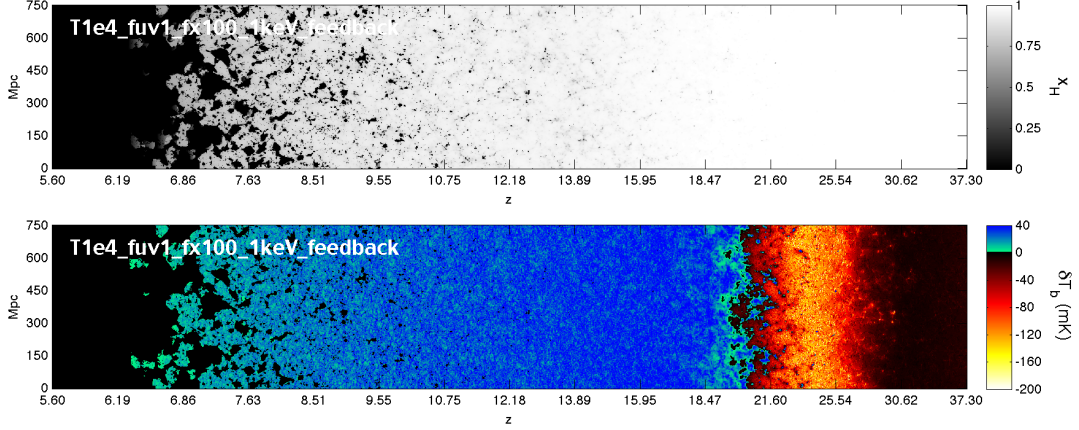 750
600
450
300
150
0
Mpc
T1e4_fuv1_fx100_1keV_feedback
5.60 6.19 6.86 7.63 8.51 9.55 10.75 12.18 13.89 15.95 18.47 21.60 25.54 30.62 37.30
z
1
0.75
0.5
0.25
0
x_H
750
600
450
300
150
0
Mpc
T1e4_fuv1_fx100_1keV_feedback
5.60 6.19 6.86 7.63 8.51 9.55 10.75 12.18 13.89 15.95 18.47 21.60 25.54 30.62 37.30
z
40
0
-40
-80
-120
-160
-200
δT_b (mK)